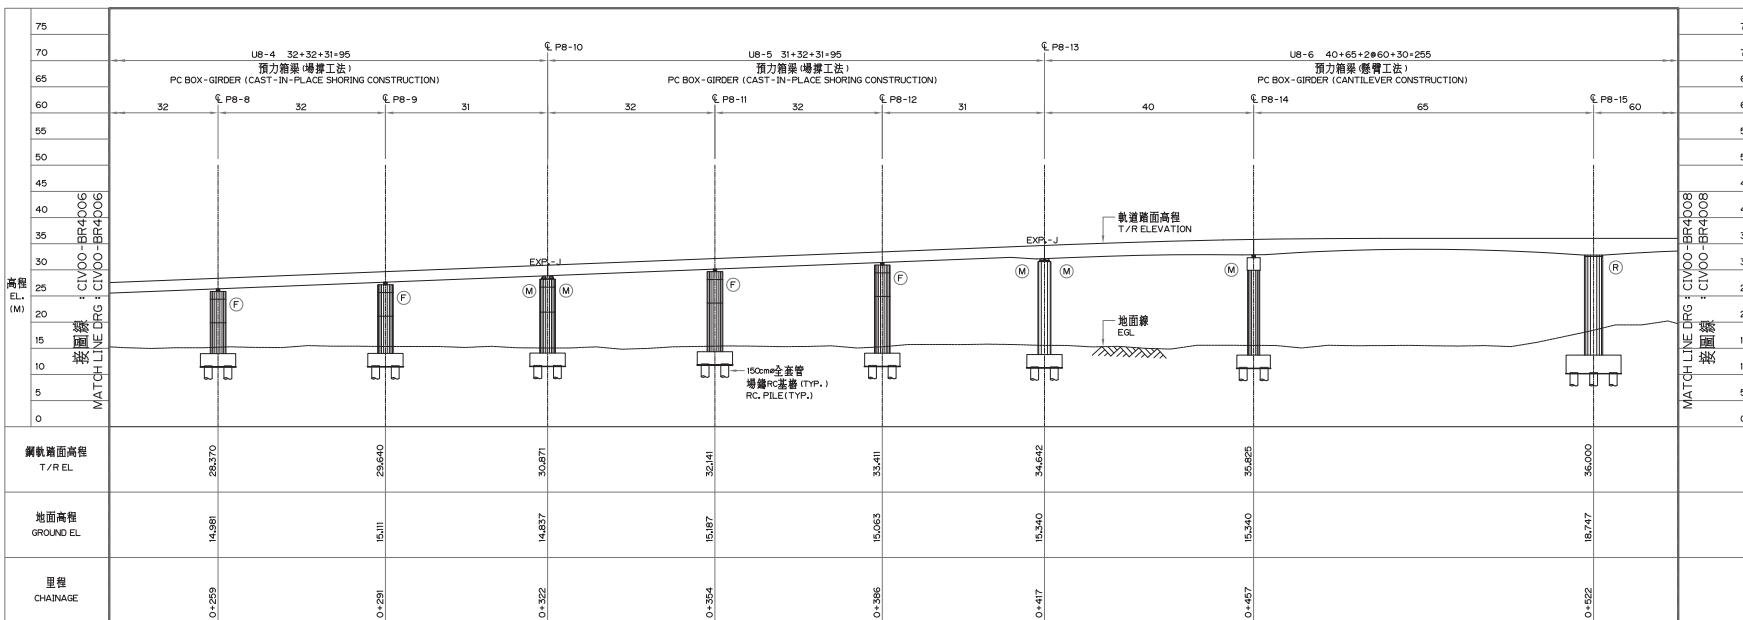 75
70
65
60
55
50
45
40
35
30
25
20
15
10
5
0
高程
EL.
(M)
接圖線 : CIV00-BR4006
MATCH LINE DRG : CIV00-BR4006
U8-4 32+32+31=95
預力箱梁(場撐工法)
PC BOX-GIRDER (CAST-IN-PLACE SHORING CONSTRUCTION)
℄ P8-10
U8-5 31+32+31=95
預力箱梁(場撐工法)
PC BOX-GIRDER (CAST-IN-PLACE SHORING CONSTRUCTION)
℄ P8-13
U8-6 40+65+2@60+30=255
預力箱梁(懸臂工法)
PC BOX-GIRDER (CANTILEVER CONSTRUCTION)
32 ℄ P8-8 32 ℄ P8-9 31 32 ℄ P8-11 32 ℄ P8-12 31 40 ℄ P8-14 65 ℄ P8-15 60
軌道踏面高程
T/R ELEVATION
EXP.-J
EXP.-J
F F M M F F M M M R
地面線
EGL
150cmø全套管
場鑄RC基樁(TYP.)
RC. PILE(TYP.)
MATCH LINE DRG : CIV00-BR4008
接圖線 : CIV00-BR4008
鋼軌踏面高程
T/R EL
28.370 29.640 30.871 32.141 33.411 34.642 35.825 36.000
地面高程
GROUND EL
14.981 15.111 14.837 15.187 15.063 15.340 15.340 18.747
里程
CHAINAGE
0+259 0+291 0+322 0+354 0+386 0+417 0+457 0+522